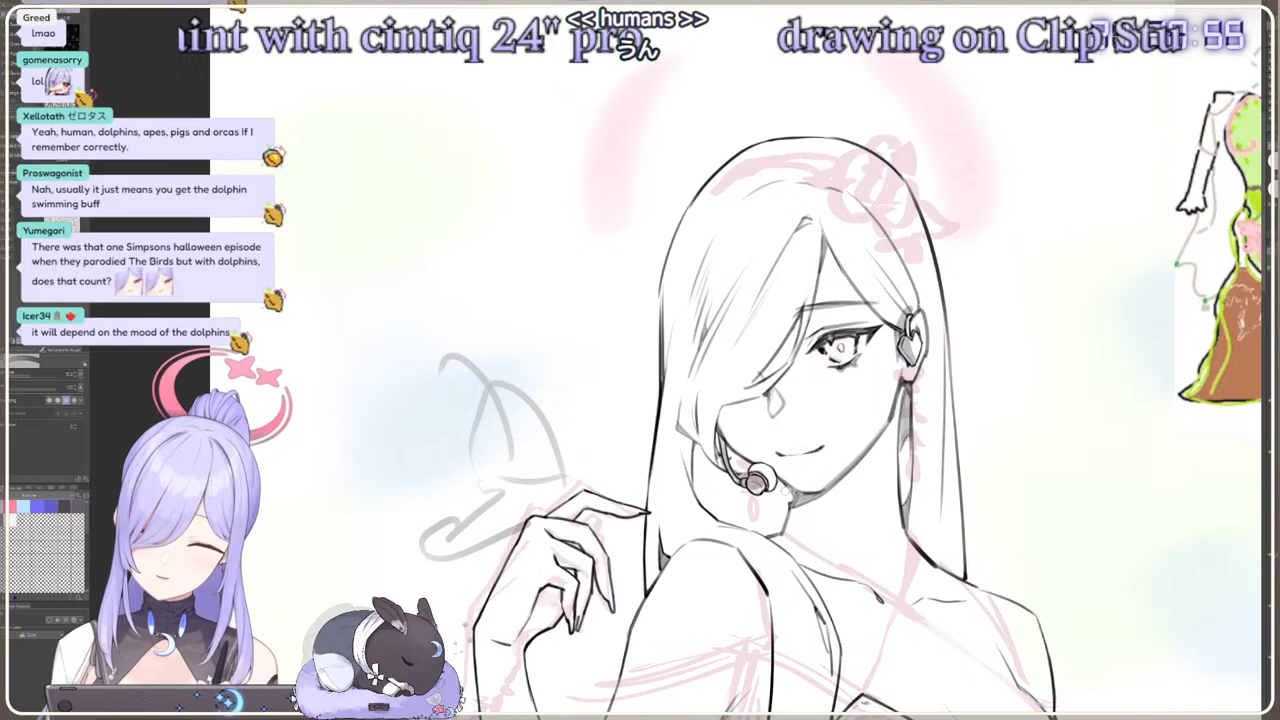 << humans >>
うん
int with cintiq 24" pro
drawing on Clip Stu
Greed
lmao
gomenasorry
lol
Xellotath ゼロタス
Yeah, human, dolphins, apes, pigs and orcas If I
remember correctly.
Proswagonist
Nah, usually it just means you get the dolphin
swimming buff
Yumegari
There was that one Simpsons halloween episode
when they parodied The Birds but with dolphins,
does that count?
Icer34
it will depend on the mood of the dolphins